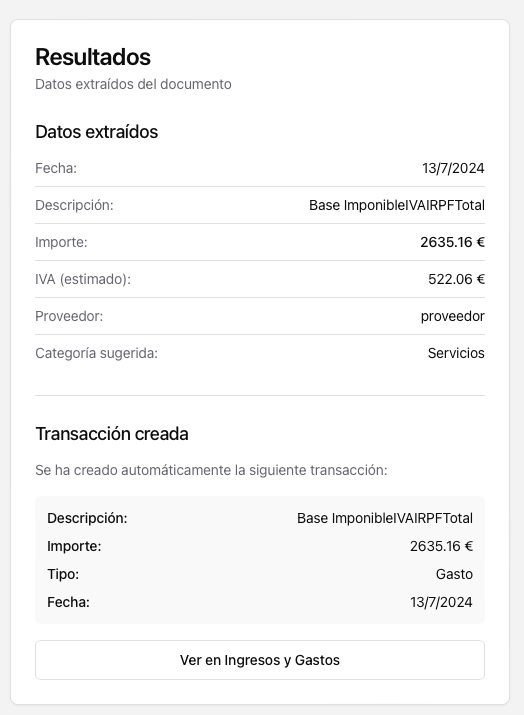 Resultados
Datos extraídos del documento
Datos extraídos
Fecha: 13/7/2024
Descripción: Base ImponibleIVAIRPFTotal
Importe: 2635.16 €
IVA (estimado): 522.06 €
Proveedor: proveedor
Categoría sugerida: Servicios
Transacción creada
Se ha creado automáticamente la siguiente transacción:
Descripción: Base ImponibleIVAIRPFTotal
Importe: 2635.16 €
Tipo: Gasto
Fecha: 13/7/2024
Ver en Ingresos y Gastos